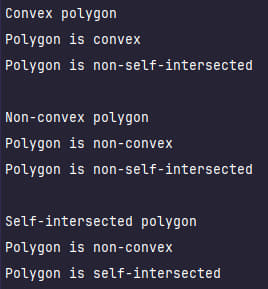 Convex polygon
Polygon is convex
Polygon is non-self-intersected

Non-convex polygon
Polygon is non-convex
Polygon is non-self-intersected

Self-intersected polygon
Polygon is non-convex
Polygon is self-intersected